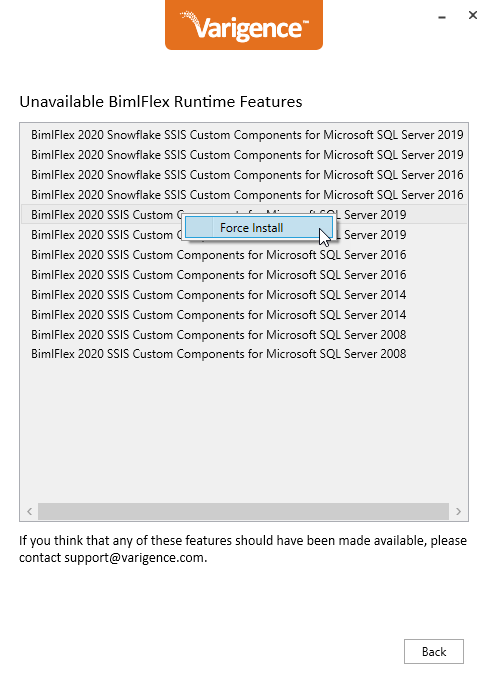 Varigence™
Unavailable BimlFlex Runtime Features
BimlFlex 2020 Snowflake SSIS Custom Components for Microsoft SQL Server 2019
BimlFlex 2020 Snowflake SSIS Custom Components for Microsoft SQL Server 2019
BimlFlex 2020 Snowflake SSIS Custom Components for Microsoft SQL Server 2016
BimlFlex 2020 Snowflake SSIS Custom Components for Microsoft SQL Server 2016
BimlFlex 2020 SSIS Custom Components for Microsoft SQL Server 2019
Force Install
BimlFlex 2020 SSIS Custom SQL Server 2019
BimlFlex 2020 SSIS Custom Components for Microsoft SQL Server 2016
BimlFlex 2020 SSIS Custom Components for Microsoft SQL Server 2016
BimlFlex 2020 SSIS Custom Components for Microsoft SQL Server 2014
BimlFlex 2020 SSIS Custom Components for Microsoft SQL Server 2014
BimlFlex 2020 SSIS Custom Components for Microsoft SQL Server 2008
BimlFlex 2020 SSIS Custom Components for Microsoft SQL Server 2008
If you think that any of these features should have been made available, please
contact support@varigence.com.
Back